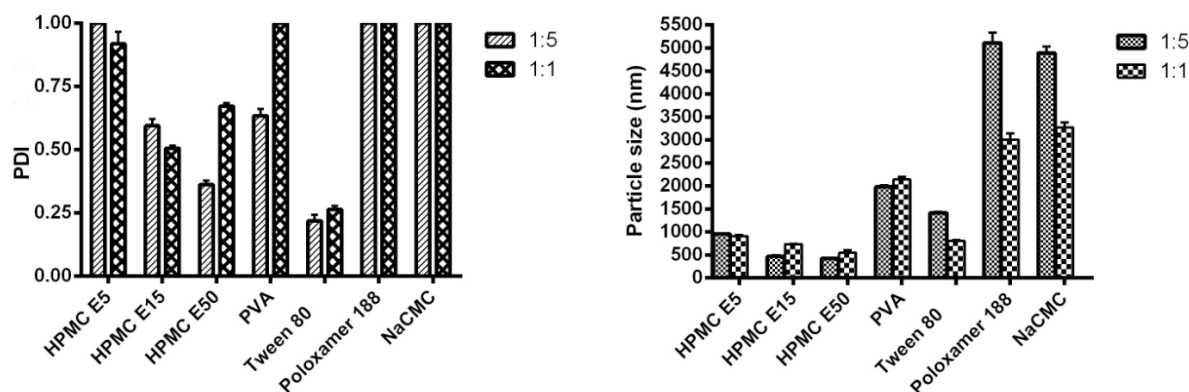 1.00
0.75
0.50
0.25
0.00
PDI
HPMC E5
HPMC E15
HPMC E50
PVA
Tween 80
Poloxamer 188
NaCMC
1:5
1:1
5500
5000
4500
4000
3500
3000
2500
2000
1500
1000
500
0
Particle size (nm)
HPMC E5
HPMC E15
HPMC E50
PVA
Tween 80
Poloxamer 188
NaCMC
1:5
1:1